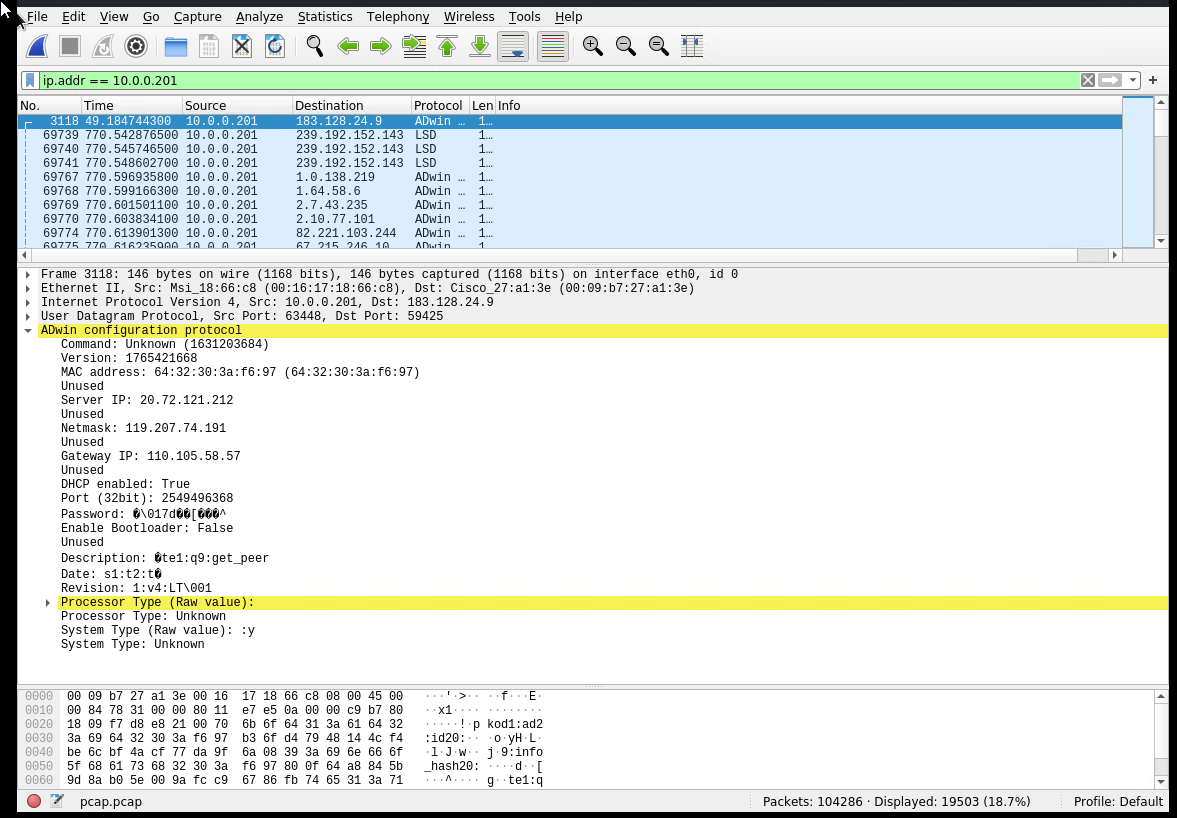 File Edit View Go Capture Analyze Statistics Telephony Wireless Tools Help
ip.addr == 10.0.0.201
No. Time Source Destination Protocol Len Info
3118 49.184744300 10.0.0.201 183.128.24.9 ADwin … 1…
69739 770.542876500 10.0.0.201 239.192.152.143 LSD 1…
69740 770.545746500 10.0.0.201 239.192.152.143 LSD 1…
69741 770.548602700 10.0.0.201 239.192.152.143 LSD 1…
69767 770.596935800 10.0.0.201 1.0.138.219 ADwin … 1…
69768 770.599166300 10.0.0.201 1.64.58.6 ADwin … 1…
69769 770.601501100 10.0.0.201 2.7.43.235 ADwin … 1…
69770 770.603834100 10.0.0.201 2.10.77.101 ADwin … 1…
69774 770.613901300 10.0.0.201 82.221.103.244 ADwin … 1…
69775 770.616235900 10.0.0.201 67.215.246.10 ADwin 1
Frame 3118: 146 bytes on wire (1168 bits), 146 bytes captured (1168 bits) on interface eth0, id 0
Ethernet II, Src: Msi_18:66:c8 (00:16:17:18:66:c8), Dst: Cisco_27:a1:3e (00:09:b7:27:a1:3e)
Internet Protocol Version 4, Src: 10.0.0.201, Dst: 183.128.24.9
User Datagram Protocol, Src Port: 63448, Dst Port: 59425
ADwin configuration protocol
Command: Unknown (1631203684)
Version: 1765421668
MAC address: 64:32:30:3a:f6:97 (64:32:30:3a:f6:97)
Unused
Server IP: 20.72.121.212
Unused
Netmask: 119.207.74.191
Unused
Gateway IP: 110.105.58.57
Unused
DHCP enabled: True
Port (32bit): 2549496368
Password: �\017d��[���^
Enable Bootloader: False
Unused
Description: �te1:q9:get_peer
Date: s1:t2:t�
Revision: 1:v4:LT\001
Processor Type (Raw value):
Processor Type: Unknown
System Type (Raw value): :y
System Type: Unknown
0000 00 09 b7 27 a1 3e 00 16 17 18 66 c8 08 00 45 00 ···'·>·· ··f···E·
0010 00 84 78 31 00 00 80 11 e7 e5 0a 00 00 c9 b7 80 ··x1···· ········
0020 18 09 f7 d8 e8 21 00 70 6b 6f 64 31 3a 61 64 32 ·····!·p kod1:ad2
0030 3a 69 64 32 30 3a f6 97 b3 6f d4 79 48 14 4c f4 :id20:·· ·o·yH·L·
0040 be 6c bf 4a cf 77 da 9f 6a 08 39 3a 69 6e 66 6f ·l·J·w·· j·9:info
0050 5f 68 61 73 68 32 30 3a f6 97 80 0f 64 a8 84 5b _hash20: ····d··[
0060 9d 8a b0 5e 00 9a fc c9 67 86 fb 74 65 31 3a 71 ···^···· g··te1:q
pcap.pcap
Packets: 104286 · Displayed: 19503 (18.7%)
Profile: Default